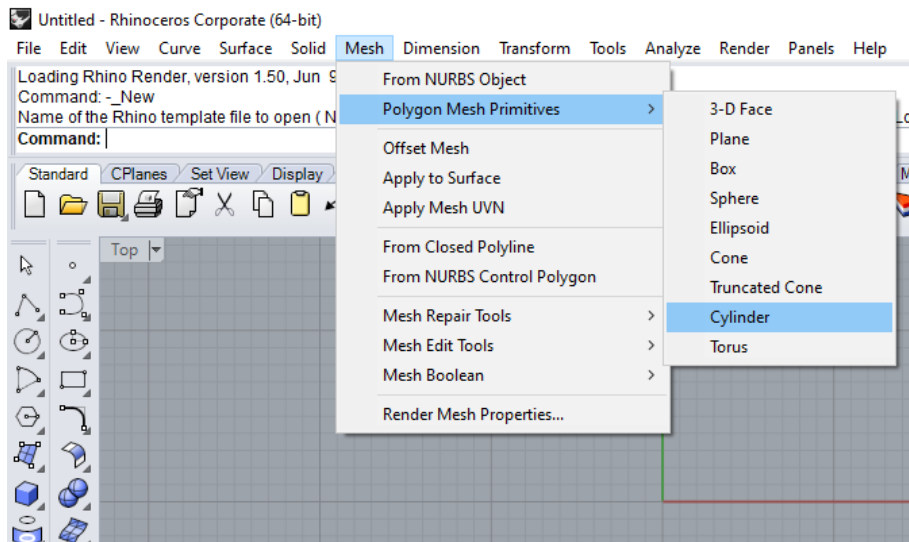 Untitled - Rhinoceros Corporate (64-bit)
File Edit View Curve Surface Solid Mesh Dimension Transform Tools Analyze Render Panels Help
Loading Rhino Render, version 1.50, Jun 9
Command: -_New
Name of the Rhino template file to open ( N
Command:
Standard CPlanes Set View Display
Top
From NURBS Object
Polygon Mesh Primitives
Offset Mesh
Apply to Surface
Apply Mesh UVN
From Closed Polyline
From NURBS Control Polygon
Mesh Repair Tools
Mesh Edit Tools
Mesh Boolean
Render Mesh Properties...
3-D Face
Plane
Box
Sphere
Ellipsoid
Cone
Truncated Cone
Cylinder
Torus